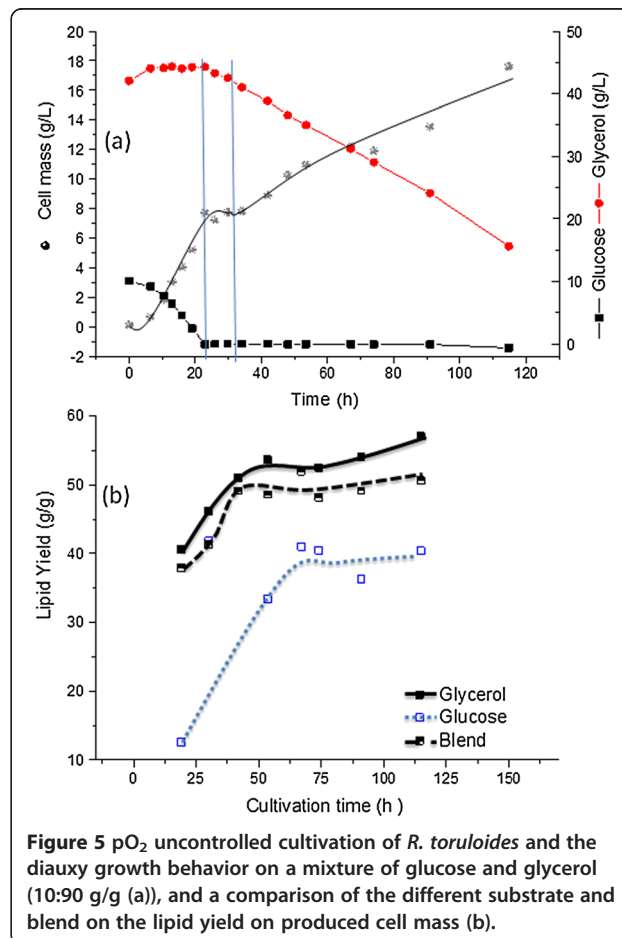 20
18
16
14
12
10
8
6
4
2
0
-2
Cell mass (g/L)
(a)
50
40
30
20
10
0
Glycerol (g/L)
Glucose (g/L)
0 20 40 60 80 100 120
Time (h)
60
50
40
30
20
10
Lipid Yield (g/g)
(b)
Glycerol
Glucose
Blend
0 25 50 75 100 125 150
Cultivation time (h )
Figure 5 pO₂ uncontrolled cultivation of R. toruloides and the
diauxy growth behavior on a mixture of glucose and glycerol
(10:90 g/g (a)), and a comparison of the different substrate and
blend on the lipid yield on produced cell mass (b).